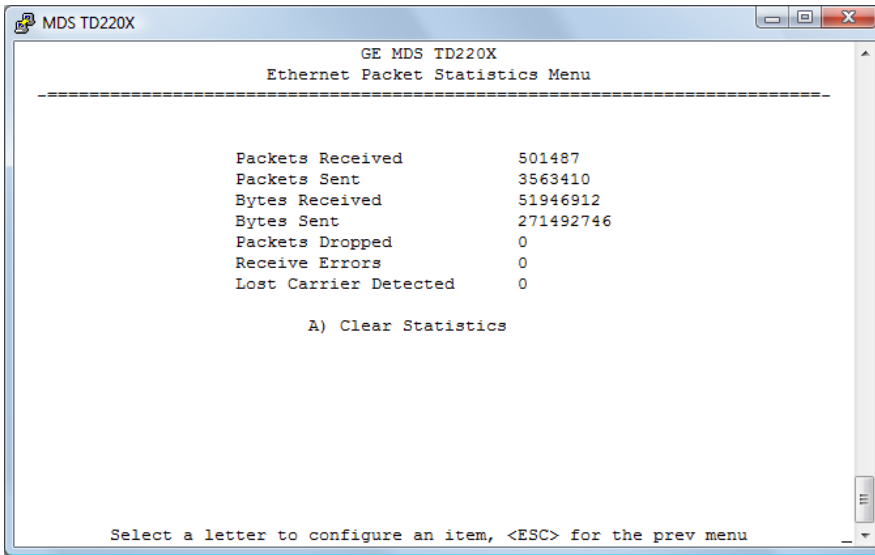 MDS TD220X
GE MDS TD220X
Ethernet Packet Statistics Menu
-==========================================================================-
Packets Received 501487
Packets Sent 3563410
Bytes Received 51946912
Bytes Sent 271492746
Packets Dropped 0
Receive Errors 0
Lost Carrier Detected 0
A) Clear Statistics
Select a letter to configure an item, <ESC> for the prev menu _